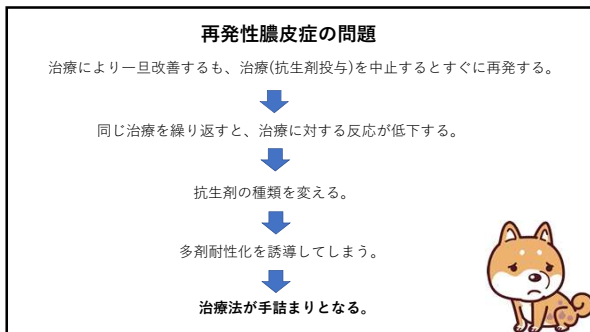 再発性膿皮症の問題
治療により一旦改善するも、治療(抗生剤投与)を中止するとすぐに再発する。
同じ治療を繰り返すと、治療に対する反応が低下する。
抗生剤の種類を変える。
多剤耐性化を誘導してしまう。
治療法が手詰まりとなる。